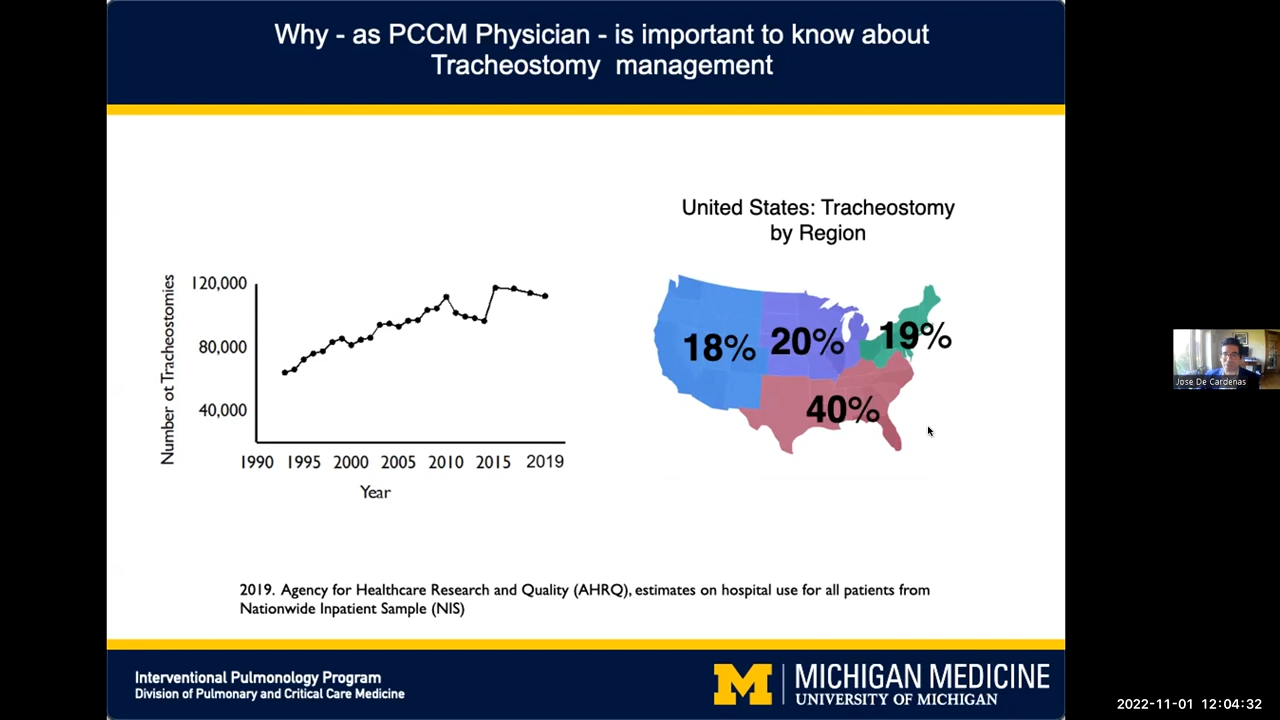 Why - as PCCM Physician - is important to know about
Tracheostomy management
United States: Tracheostomy
by Region
Number ot Tracheostomies
120,000
80,000
40,000
1990 1995 2000 2005 2010 2015 2019
Year
18%
20%
19%
40%
Jose De Cardenas
2019. Agency for Healthcare Research and Quality (AHRQ), estimates on hospital use for all patients from
Nationwide Inpatient Sample (NIS)
Interventional Pulmonology Program
Division of Pulmonary and Critical Care Medicine
M
MICHIGAN MEDICINE
UNIVERSITY OF MICHIGAN
2022-11-01 12:04:32